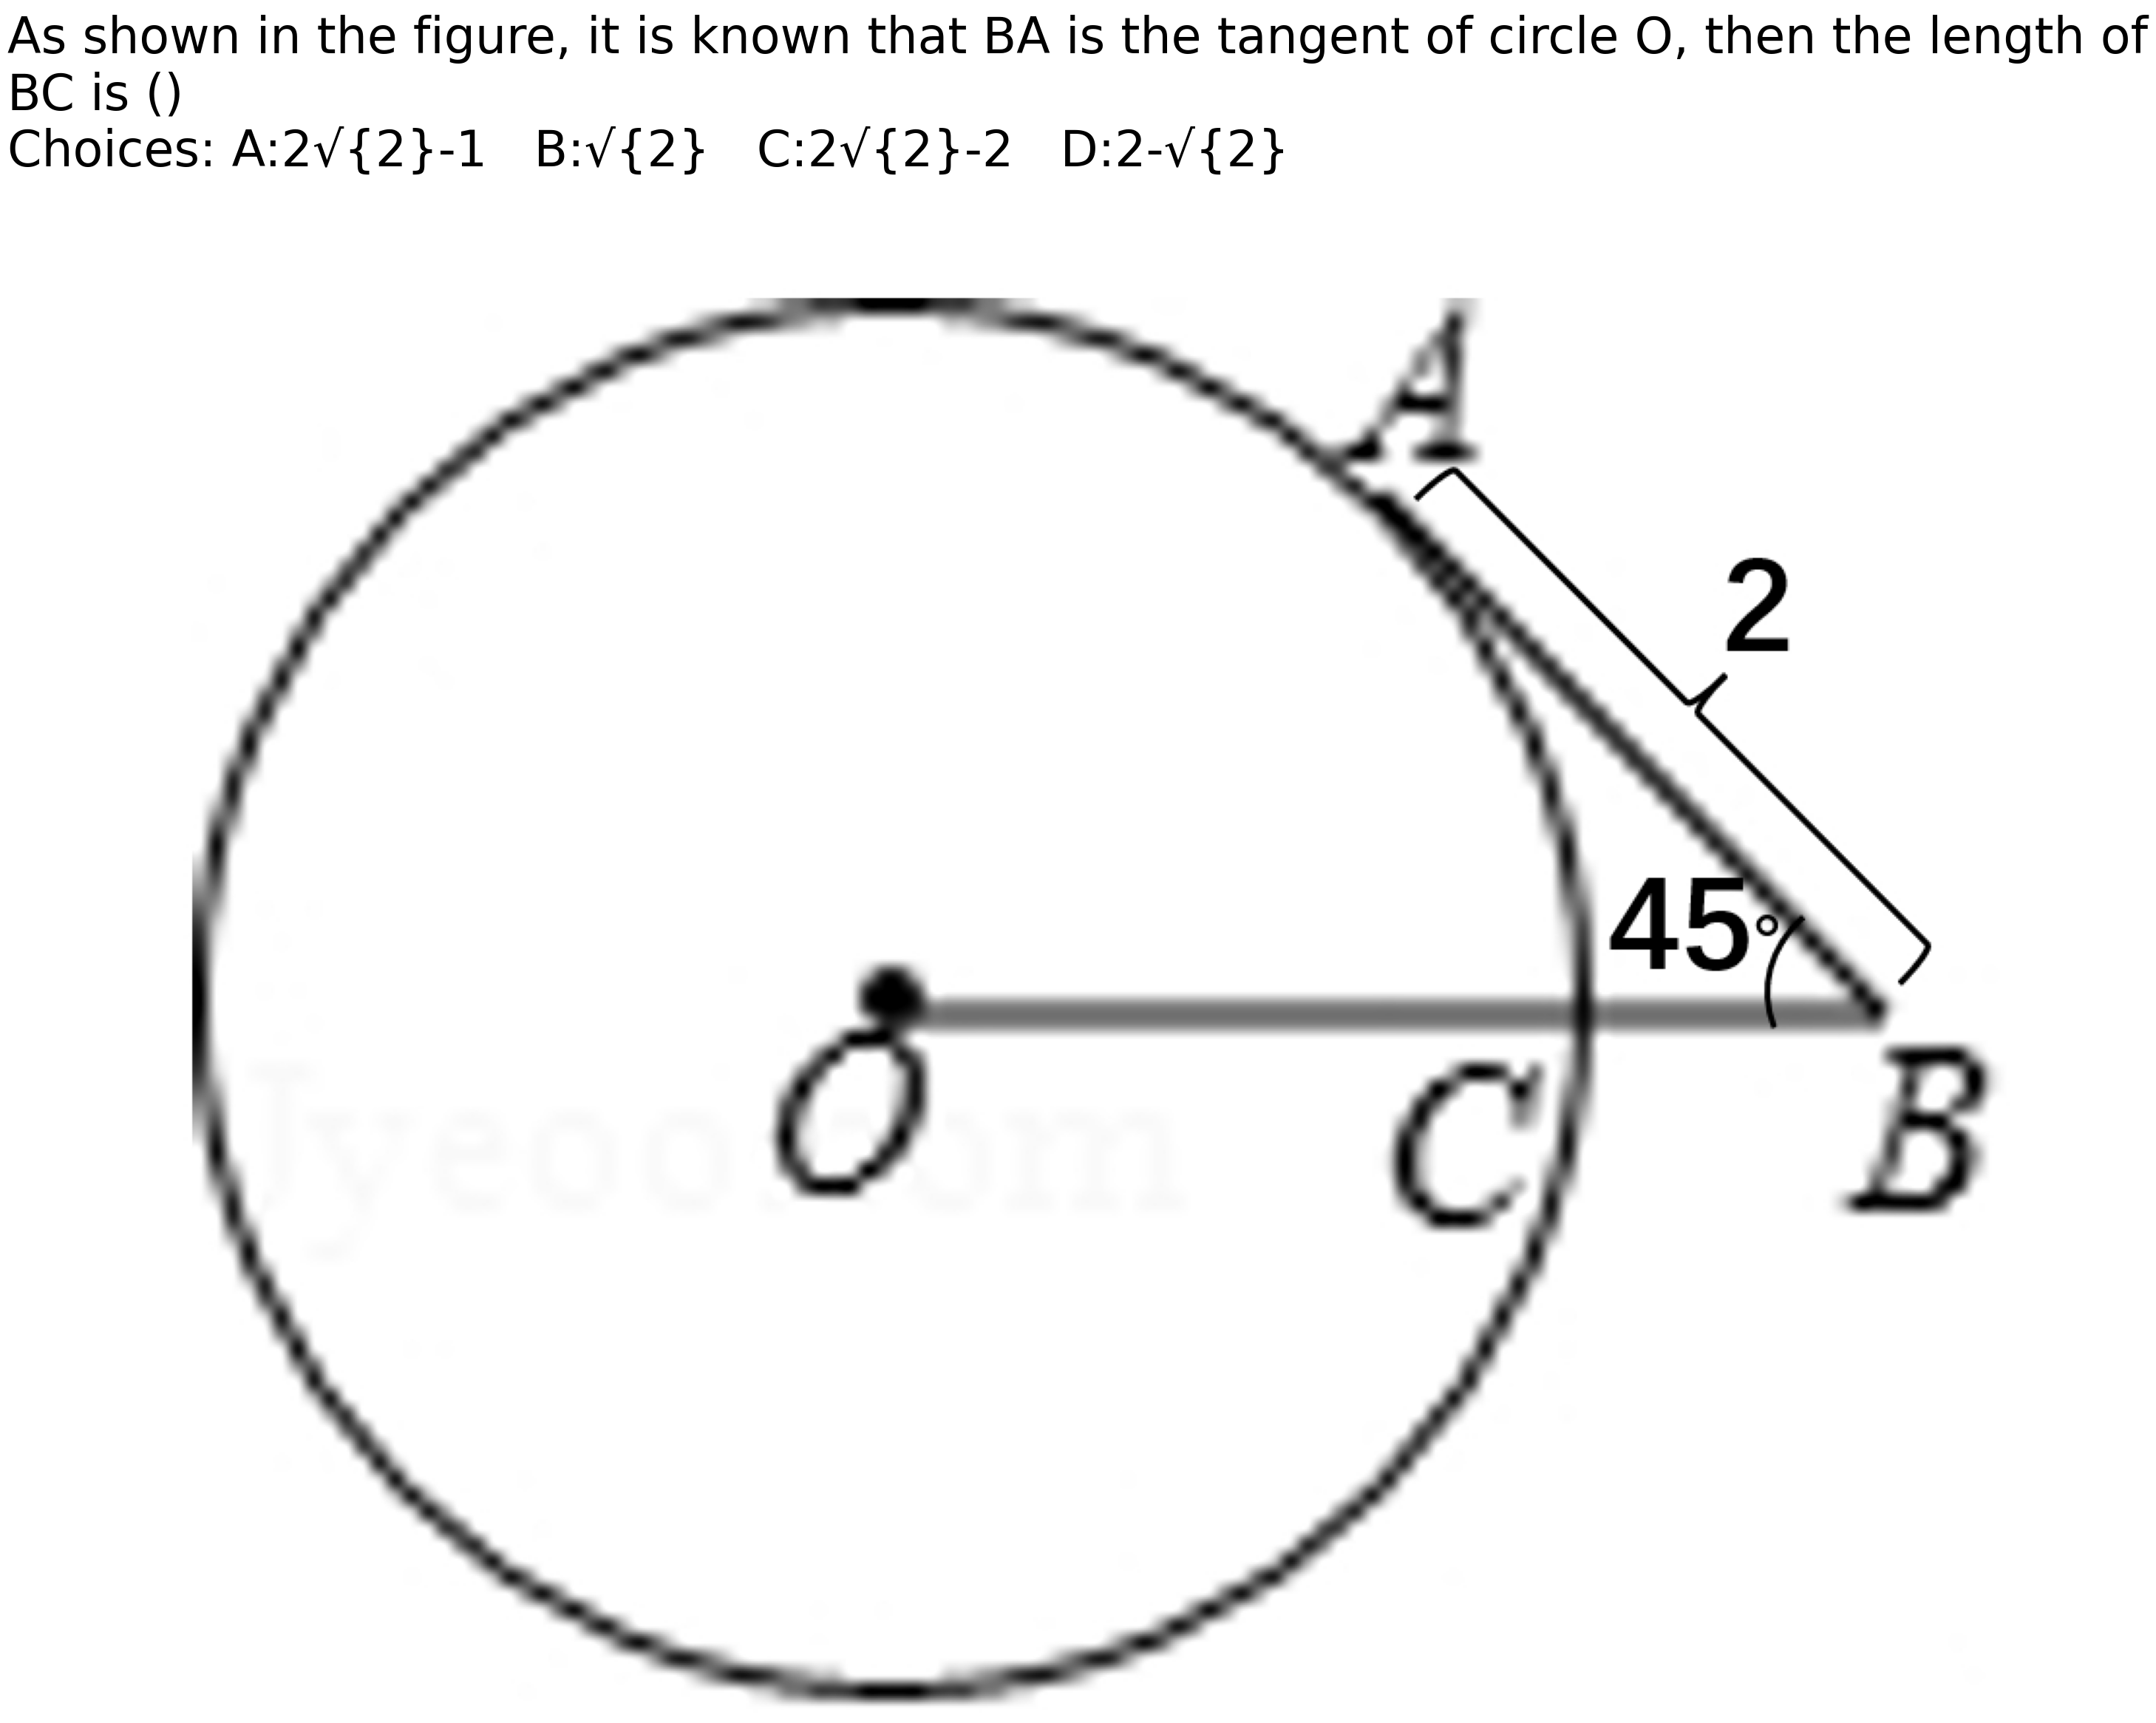 As shown in the figure, it is known that BA is the tangent of circle O, then the length of
BC is ()
Choices: A:2√{2}-1   B:√{2}   C:2√{2}-2   D:2-√{2}
A
2
45°
O
C
B
Jyeoo.com